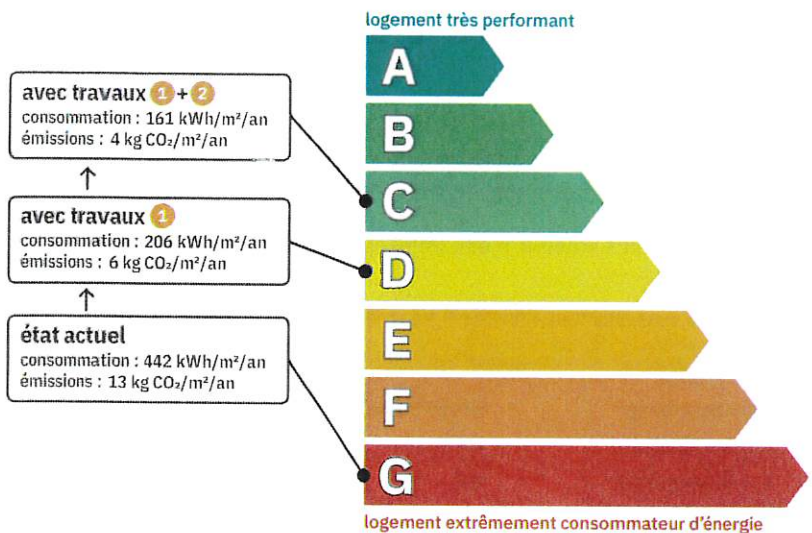 logement très performant
A
B
C
D
E
F
G
logement extrêmement consommateur d'énergie
avec travaux 1 + 2
consommation : 161 kWh/m²/an
émissions : 4 kg CO₂/m²/an
avec travaux 1
consommation : 206 kWh/m²/an
émissions : 6 kg CO₂/m²/an
état actuel
consommation : 442 kWh/m²/an
émissions : 13 kg CO₂/m²/an